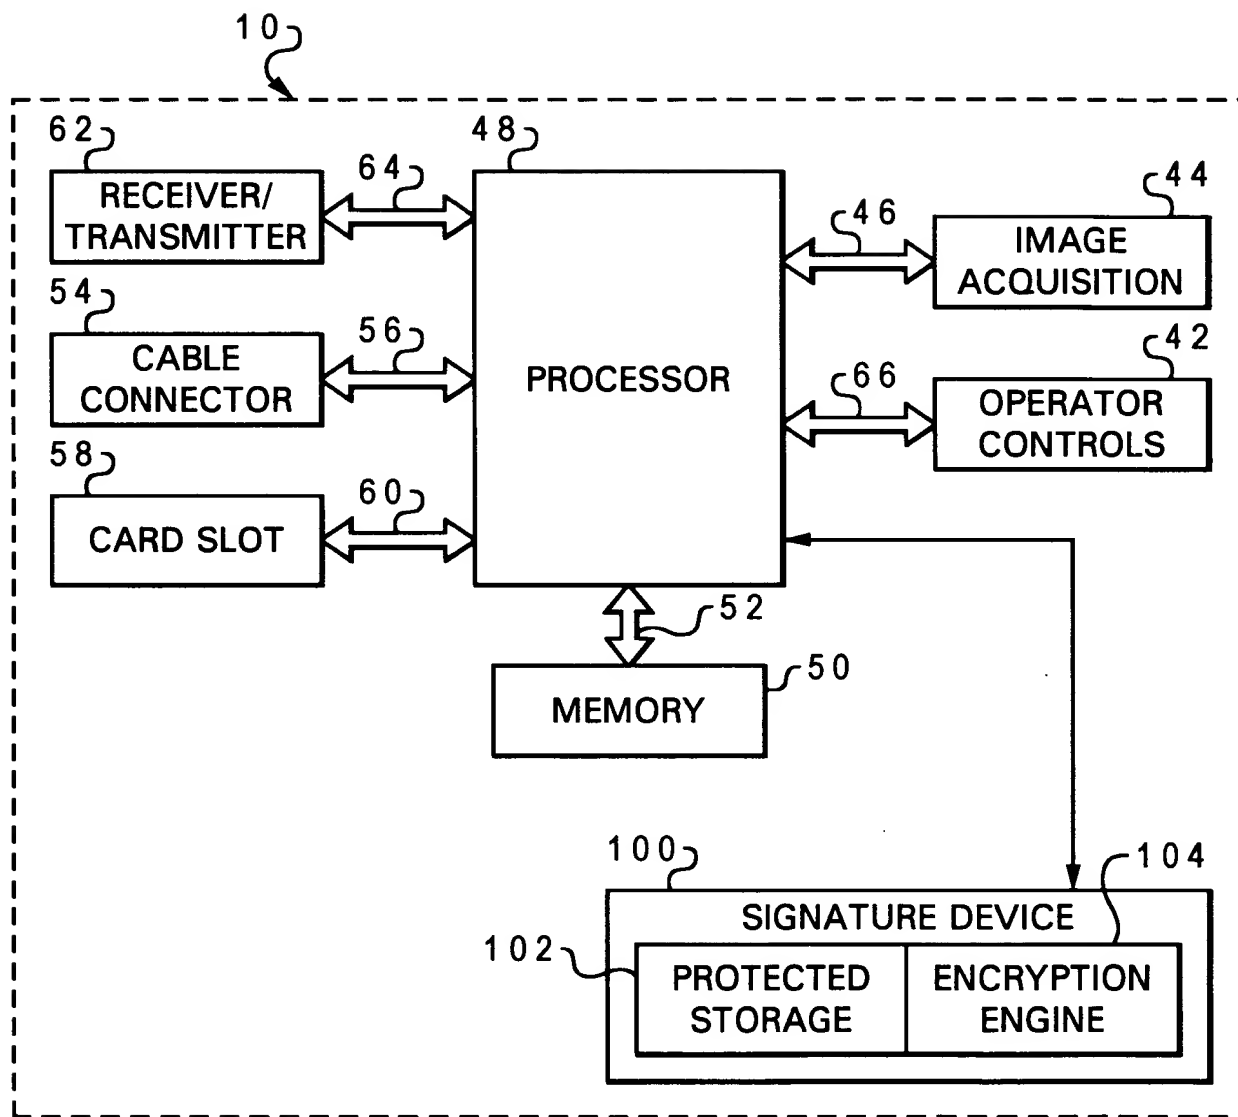 10
62
RECEIVER/
TRANSMITTER
64
48
PROCESSOR
46
44
IMAGE
ACQUISITION
54
CABLE
CONNECTOR
56
66
42
OPERATOR
CONTROLS
58
CARD SLOT
60
52
50
MEMORY
100
104
SIGNATURE DEVICE
102
PROTECTED
STORAGE
ENCRYPTION
ENGINE